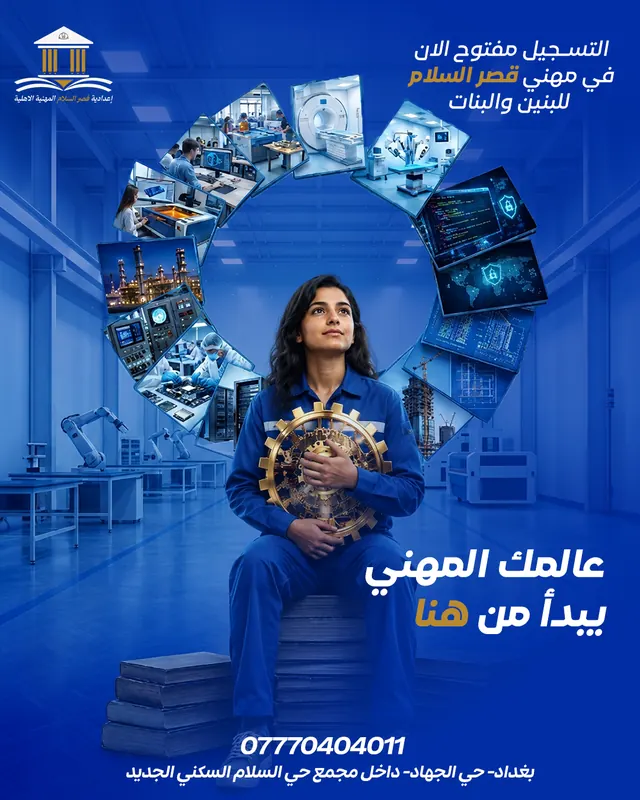 التسجيل مفتوح الان
في مهني قصر السلام
للبنين والبنات
إعدادية قصر السلام المهنية الاهلية
عالمك المهني
يبدأ من هنا
07770404011
بغداد- حي الجهاد- داخل مجمع حي السلام السكني الجديد